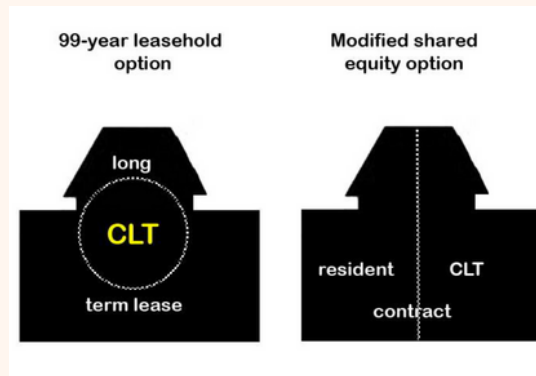 99-year leasehold
option
long
CLT
term lease
Modified shared
equity option
resident
CLT
contract